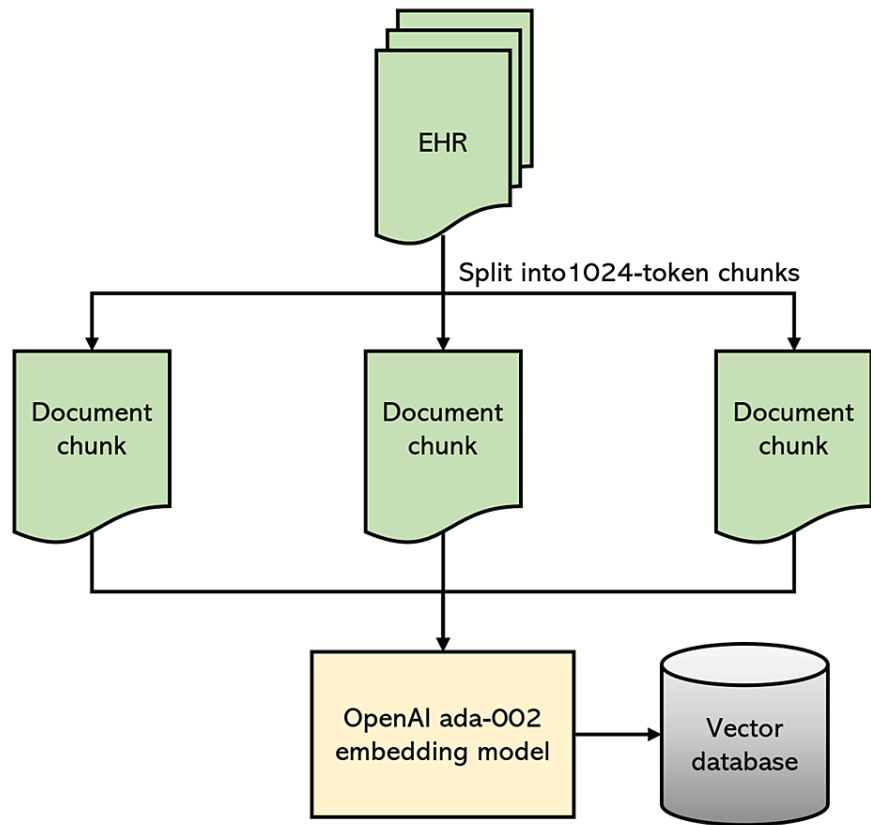 EHR
Split into1024-token chunks
Document
chunk
Document
chunk
Document
chunk
OpenAI ada-002
embedding model
Vector
database